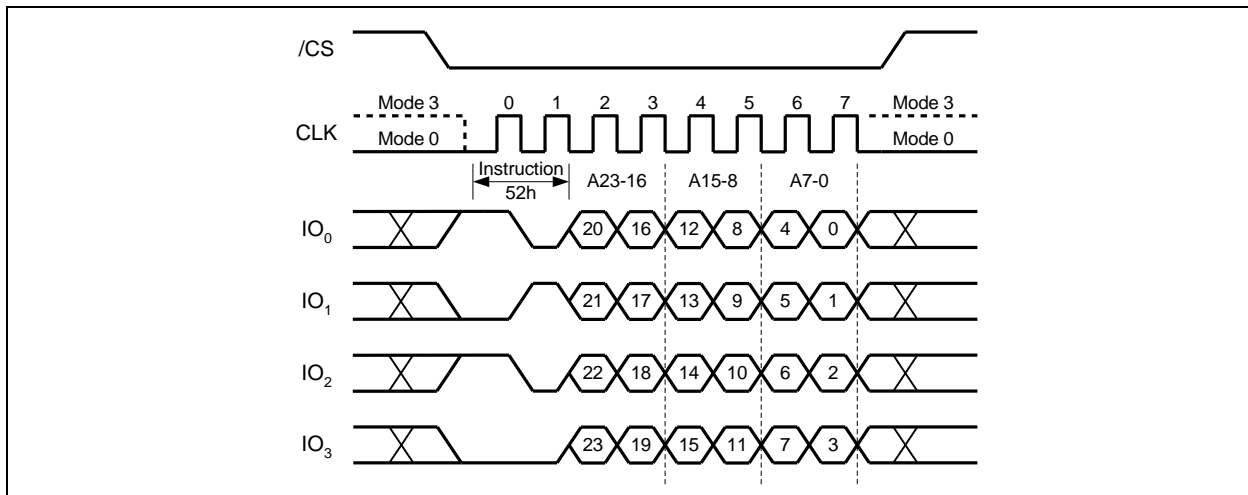 /CS
Mode 3 0 1 2 3 4 5 6 7 Mode 3
CLK
Mode 0 Mode 0
Instruction
52h
A23-16 A15-8 A7-0
IO0 20 16 12 8 4 0
IO1 21 17 13 9 5 1
IO2 22 18 14 10 6 2
IO3 23 19 15 11 7 3